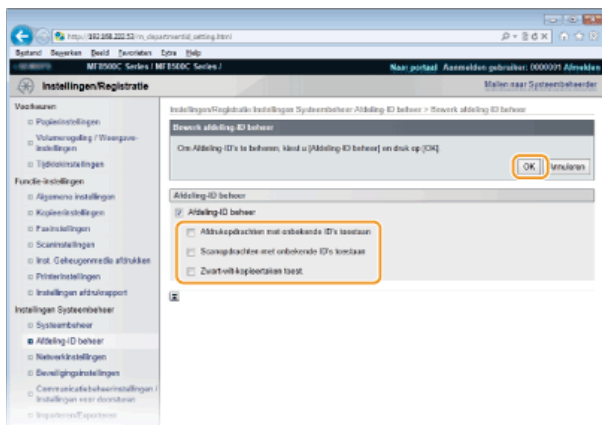 Bestand Bewerken Beeld Favorieten Extra Help
MF8500C Series / MF8500C Series /
Naar portaal Aanmelden gebruiker: 0000001 Afmelden
Instellingen/Registratie
Mailen naar Systeembeheerder
Voorkeuren
Papierinstellingen
Volumeregeling / Weergave-
instellingen
Tijdklokinstellingen
Functie-instellingen
Algemene instellingen
Kopieerinstellingen
Faxinstellingen
Scaninstellingen
Inst. Geheugenmedia afdrukken
Printerinstellingen
Instellingen afdrukrapport
Instellingen Systeembeheer
Systeembeheer
Afdeling-ID beheer
Netwerkinstellingen
Beveiligingsinstellingen
Communicatiebeheerinstellingen /
Instellingen voor doorsturen
Importeren/Exporteren
Instellingen/Registratie: Instellingen Systeembeheer: Afdeling-ID beheer > Bewerk afdeling-ID beheer
Bewerk afdeling-ID beheer
Om Afdeling-ID's te beheren, kiest u [Afdeling-ID beheer] en druk op [OK].
OK Annuleren
Afdeling-ID beheer
Afdeling-ID beheer
Afdrukopdrachten met onbekende ID's toestaan
Scanopdrachten met onbekende ID's toestaan
Zwart-wit-kopieertaken toest.